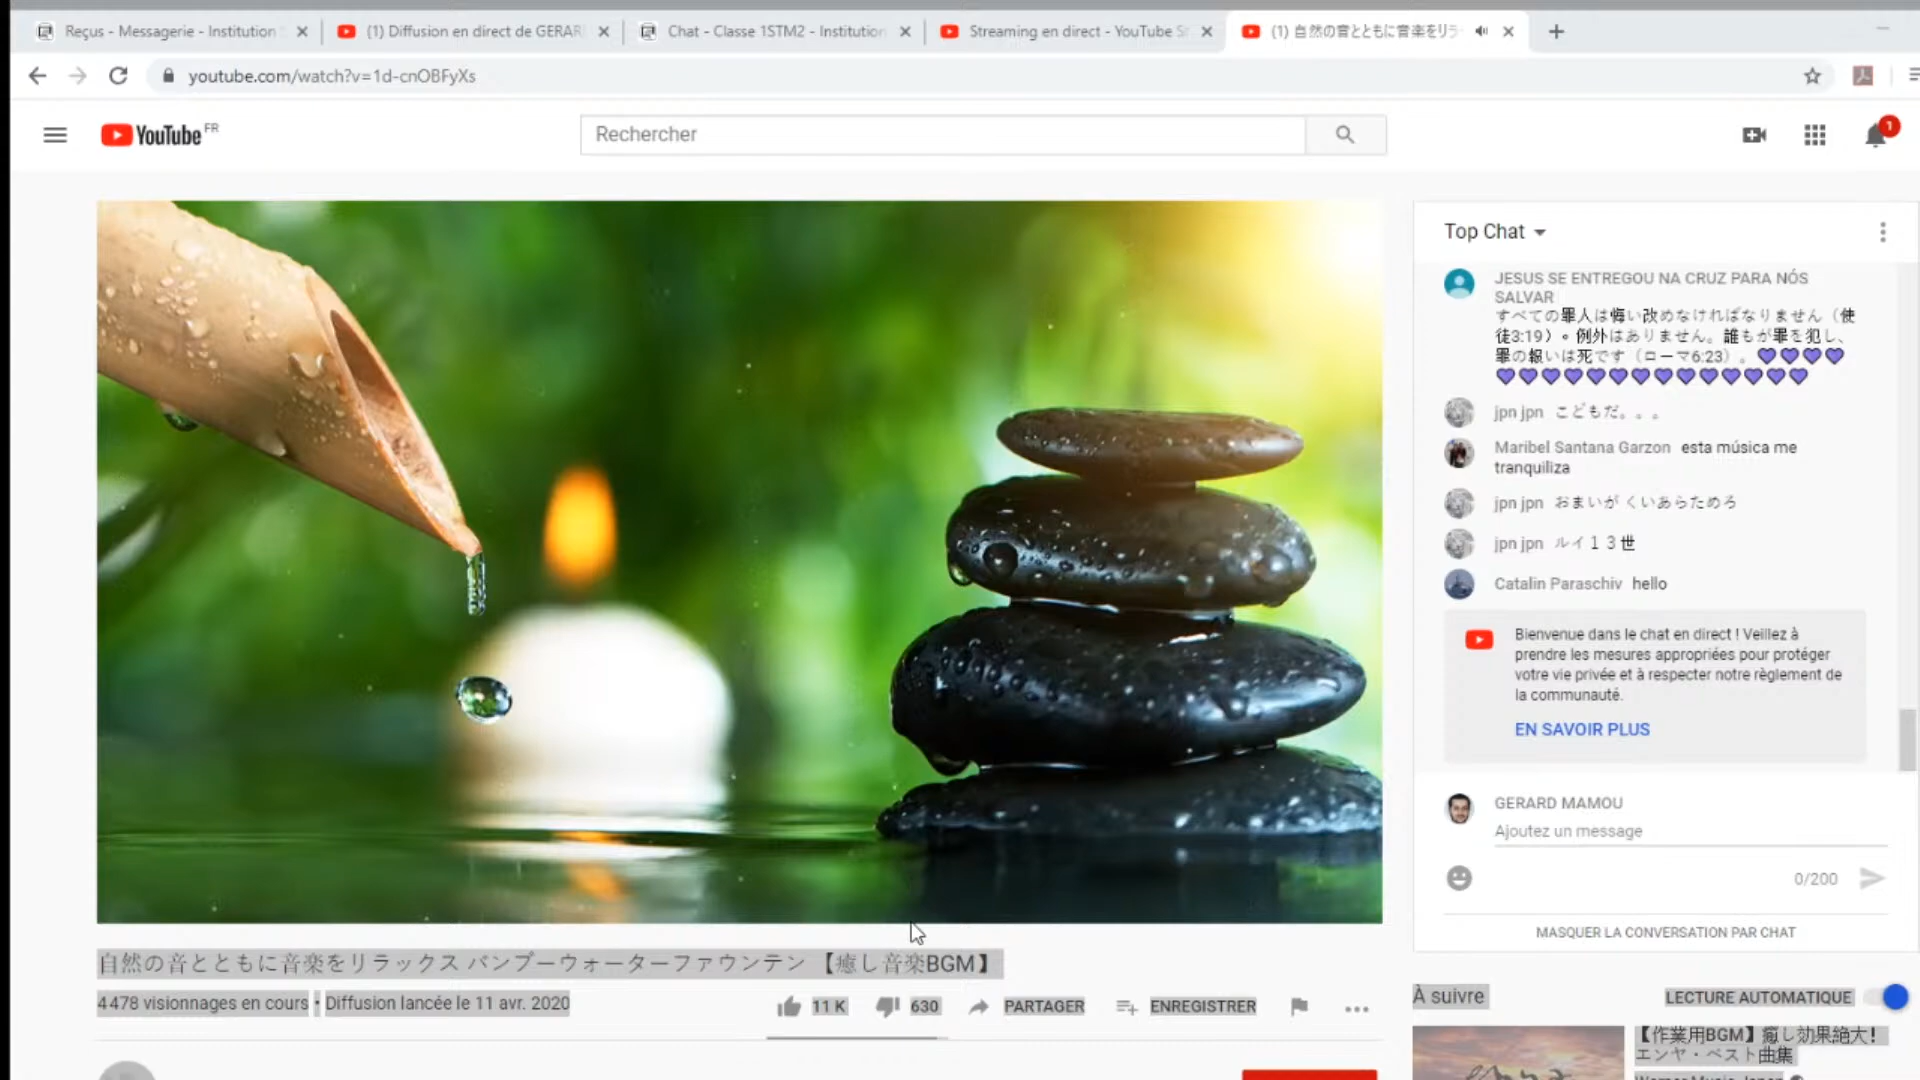 Reçus - Messagerie - Institution
(1) Diffusion en direct de GERAR
Chat - Classe 1STM2 - Institution
Streaming en direct - YouTube S
(1) 自然の音とともに音楽をリラ
youtube.com/watch?v=1d-cnOBFyXs
YouTube FR
Rechercher
1
Top Chat
JESUS SE ENTREGOU NA CRUZ PARA NÓS
SALVAR
すべての罪人は悔い改めなければなりません（使
徒3:19）。例外はありません。誰もが罪を犯し、
罪の報いは死です（ローマ6:23）。💜💜💜💜
💜💜💜💜💜💜💜💜💜💜💜💜💜💜
jpn jpn こどもだ。。。
Maribel Santana Garzon esta música me
tranquiliza
jpn jpn おまいが くいあらためろ
jpn jpn ルイ１３世
Catalin Paraschiv hello
Bienvenue dans le chat en direct ! Veillez à
prendre les mesures appropriées pour protéger
votre vie privée et à respecter notre règlement de
la communauté.
EN SAVOIR PLUS
GERARD MAMOU
Ajoutez un message
0/200
MASQUER LA CONVERSATION PAR CHAT
自然の音とともに音楽をリラックス バンブーウォーターファウンテン 【癒し音楽BGM】
4 478 visionnages en cours • Diffusion lancée le 11 avr. 2020
11 K
630
PARTAGER
ENREGISTRER
À suivre
LECTURE AUTOMATIQUE
【作業用BGM】癒し効果絶大!
エンヤ・ベスト曲集
Warner Music Japan